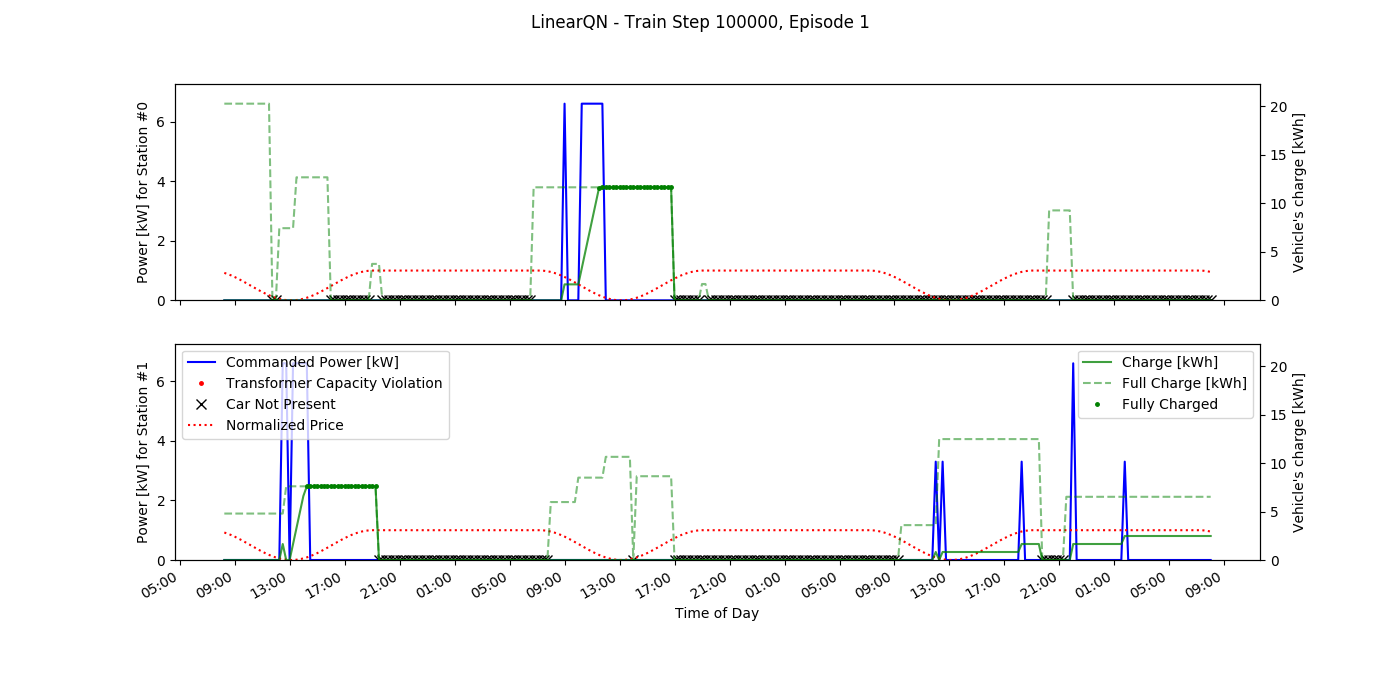 LinearQN - Train Step 100000, Episode 1
Power [kW] for Station #0
0
2
4
6
0
5
10
15
20
Vehicle's charge [kWh]
Power [kW] for Station #1
0
2
4
6
Commanded Power [kW]
Transformer Capacity Violation
Car Not Present
Normalized Price
Charge [kWh]
Full Charge [kWh]
Fully Charged
0
5
10
15
20
Vehicle's charge [kWh]
05:00 09:00 13:00 17:00 21:00 01:00 05:00 09:00 13:00 17:00 21:00 01:00 05:00 09:00 13:00 17:00 21:00 01:00 05:00 09:00
Time of Day